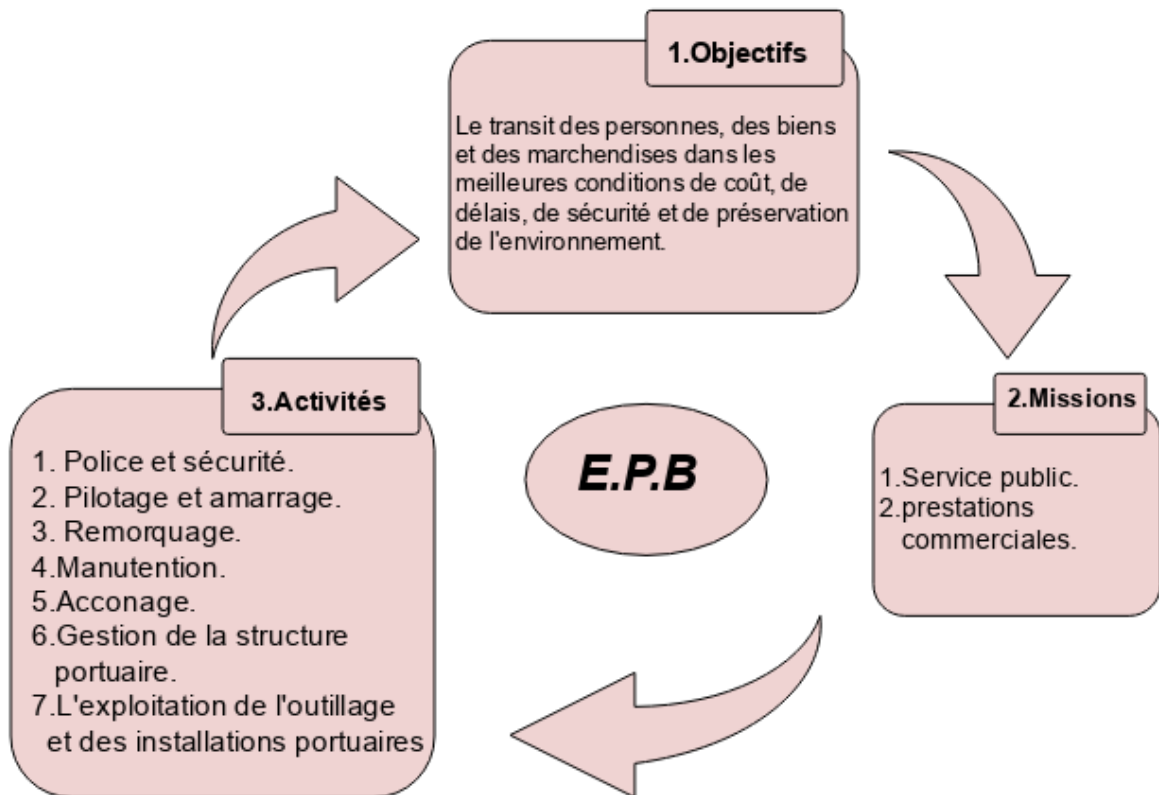 1.Objectifs
Le transit des personnes, des biens
et des marchendises dans les
meilleures conditions de coût, de
délais, de sécurité et de préservation
de l'environnement.
2.Missions
1.Service public.
2.prestations
commerciales.
E.P.B
3.Activités
1. Police et sécurité.
2. Pilotage et amarrage.
3. Remorquage.
4.Manutention.
5.Acconage.
6.Gestion de la structure
portuaire.
7.L'exploitation de l'outillage
et des installations portuaires